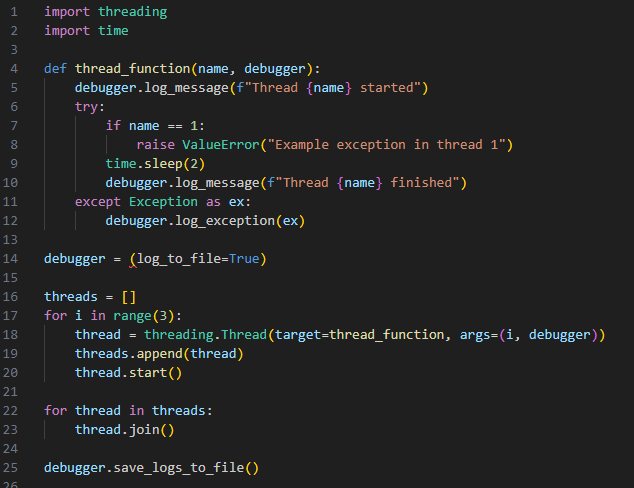 1 import threading
2 import time
3
4 def thread_function(name, debugger):
5     debugger.log_message(f"Thread {name} started")
6     try:
7         if name == 1:
8             raise ValueError("Example exception in thread 1")
9         time.sleep(2)
10         debugger.log_message(f"Thread {name} finished")
11     except Exception as ex:
12         debugger.log_exception(ex)
13
14 debugger = (log_to_file=True)
15
16 threads = []
17 for i in range(3):
18     thread = threading.Thread(target=thread_function, args=(i, debugger))
19     threads.append(thread)
20     thread.start()
21
22 for thread in threads:
23     thread.join()
24
25 debugger.save_logs_to_file()
26